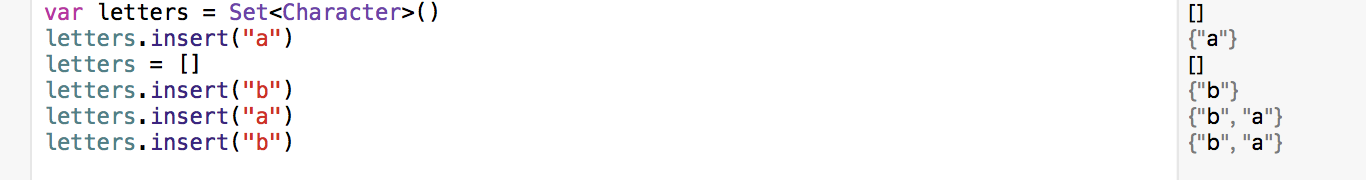 var letters = Set<Character>() []
letters.insert("a") {"a"}
letters = [] []
letters.insert("b") {"b"}
letters.insert("a") {"b", "a"}
letters.insert("b") {"b", "a"}